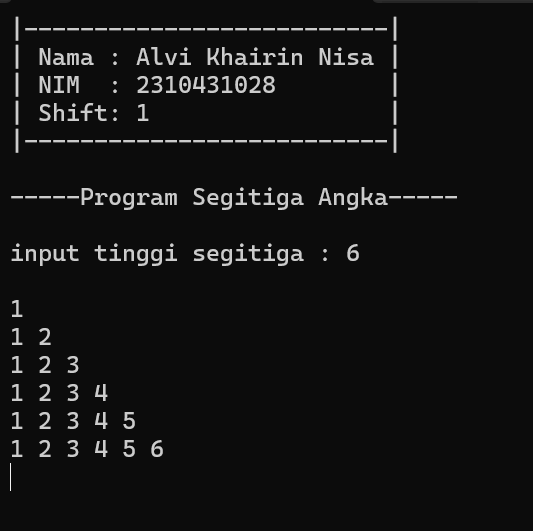 |--------------------------|
| Nama : Alvi Khairin Nisa |
| NIM  : 2310431028        |
| Shift: 1                 |
|--------------------------|
-----Program Segitiga Angka-----
input tinggi segitiga : 6
1
1 2
1 2 3
1 2 3 4
1 2 3 4 5
1 2 3 4 5 6